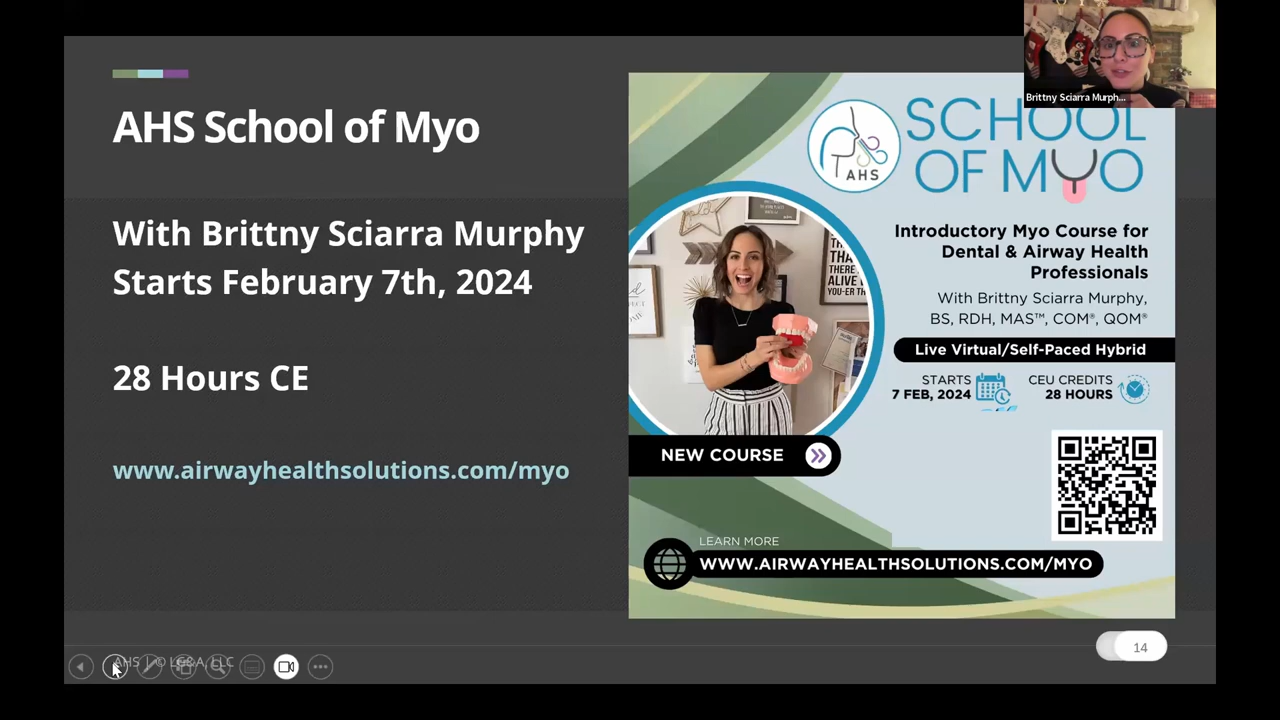 AHS School of Myo
With Brittny Sciarra Murphy
Starts February 7th, 2024
28 Hours CE
www.airwayhealthsolutions.com/myo
Brittny Sciarra Murph...
SCHOOL
OF MYO
AHS
Introductory Myo Course for
Dental & Airway Health
Professionals
With Brittny Sciarra Murphy,
BS, RDH, MAS™, COM®, QOM®
Live Virtual/Self-Paced Hybrid
STARTS
7 FEB, 2024
CEU CREDITS
28 HOURS
NEW COURSE
LEARN MORE
WWW.AIRWAYHEALTHSOLUTIONS.COM/MYO
AHS | © LG&A, LLC
14